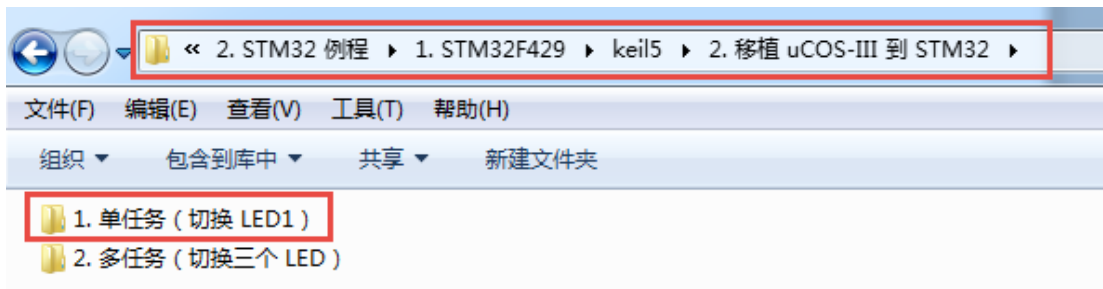 « 2. STM32 例程 ▸ 1. STM32F429 ▸ keil5 ▸ 2. 移植 uCOS-III 到 STM32 ▸
文件(F) 编辑(E) 查看(V) 工具(T) 帮助(H)
组织 ▼ 包含到库中 ▼ 共享 ▼ 新建文件夹
1. 单任务（切换 LED1）
2. 多任务（切换三个 LED）